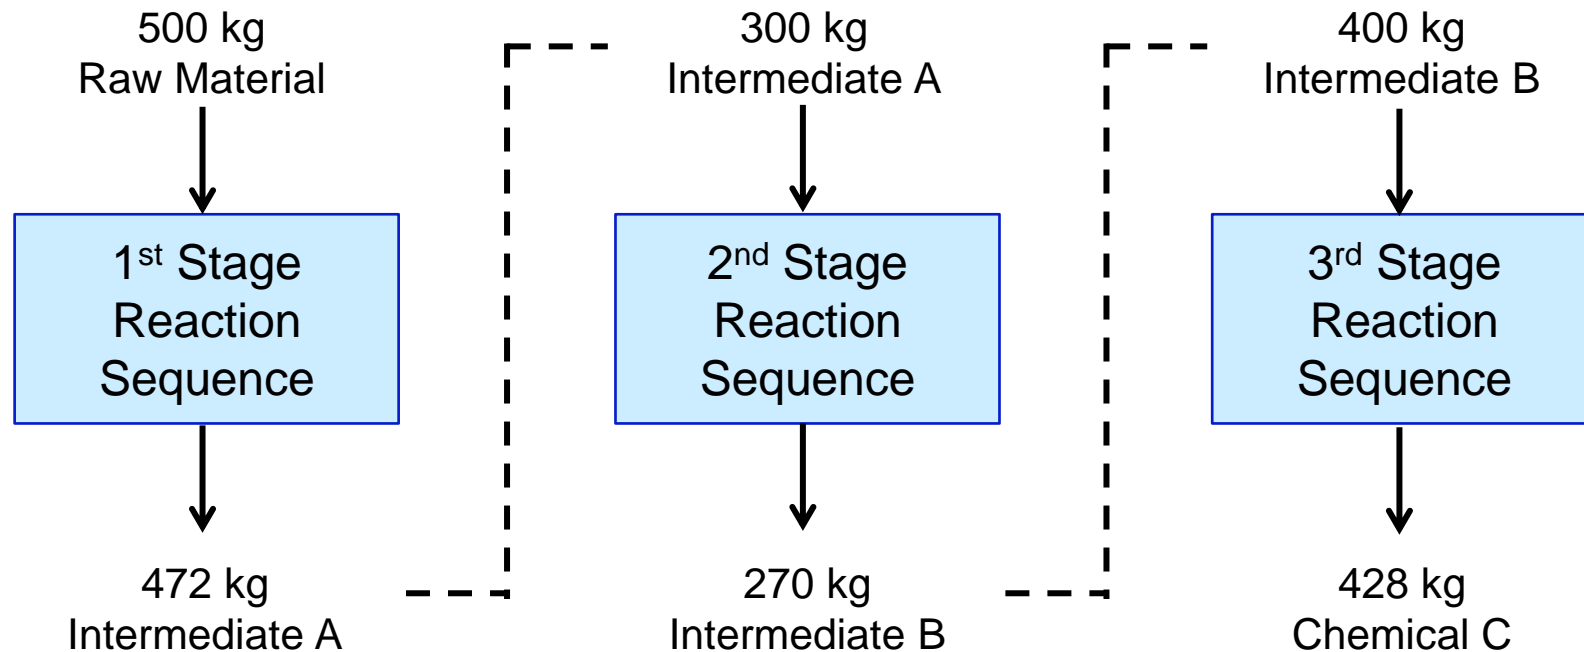 500 kg
Raw Material
1st Stage
Reaction
Sequence
472 kg
Intermediate A
300 kg
Intermediate A
2nd Stage
Reaction
Sequence
270 kg
Intermediate B
400 kg
Intermediate B
3rd Stage
Reaction
Sequence
428 kg
Chemical C